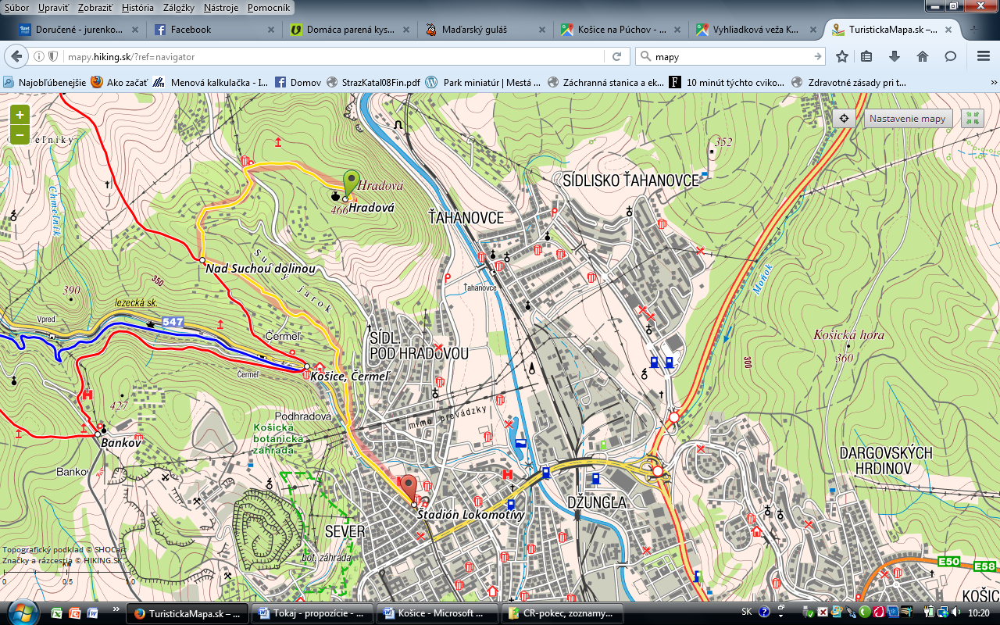 Súbor Upraviť Zobraziť História Záložky Nástroje Pomocník
Doručené - jurenko... Facebook Domáca parená kys... Maďarský guláš Košice na Púchov - ... Vyhliadková veža K... TuristickaMapa.sk –...
mapy.hiking.sk/?ref=navigator mapy
Najobľúbenejšie Ako začať Menová kalkulačka - I... Domov StrazKatal08Fin.pdf Park miniatúr | Mestá ... Záchranná stanica a ek... 10 minút týchto cviko... Zdravotné zásady pri t... »
+
−
Nastavenie mapy
352
SÍDLISKO ŤAHANOVCE
Hradová
466 Hradová
Chmeľník
ŤAHANOVCE
Suchý jarok
Nad Suchou dolinou
350
Moňok
Ťahanovce
390
lezecká sk.
Vpred
547
Čermeľ
SÍDL.
POD HRADOVOU
Košická hora
360
300
Čermeľ
Košice, Čermeľ
427
Podhradová
mimo prevádzky
Košická
botanická
záhrada
Bankov
Bankov
DARGOVSKÝCH
HRDINOV
DŽUNGLA
Štadión Lokomotívy
SEVER
bot. záhrada
Topografický podklad © SHOCart
Značky a rázcestia © HIKING.SK
km
0 0.5 1.0
E50 E58
KOŠIC
» TuristickaMapa.sk –... Tokaj - propozície - ... Košice - Microsoft ... CR-pokec, zoznamy... SK 10:20